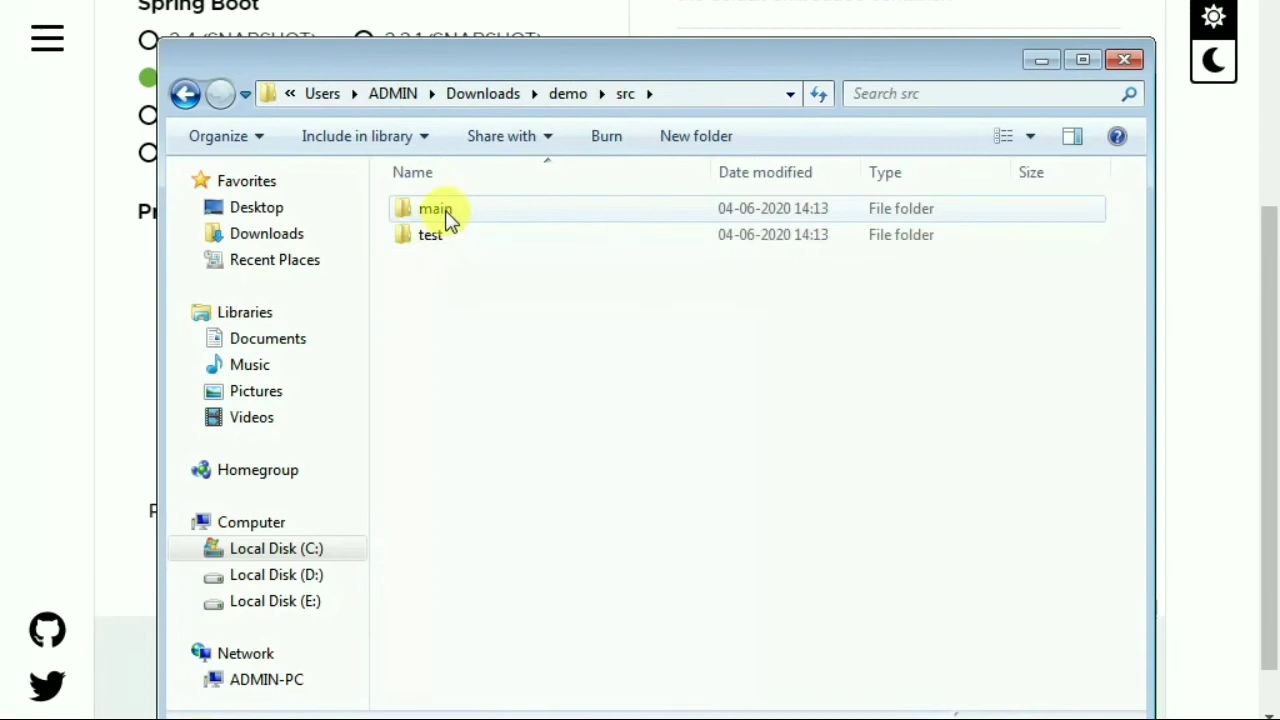 Spring Boot
Users ADMIN Downloads demo src
Search src
Organize Include in library Share with Burn New folder
Name Date modified Type Size
main 04-06-2020 14:13 File folder
test 04-06-2020 14:13 File folder
Favorites
Desktop
Downloads
Recent Places
Libraries
Documents
Music
Pictures
Videos
Homegroup
Computer
Local Disk (C:)
Local Disk (D:)
Local Disk (E:)
Network
ADMIN-PC